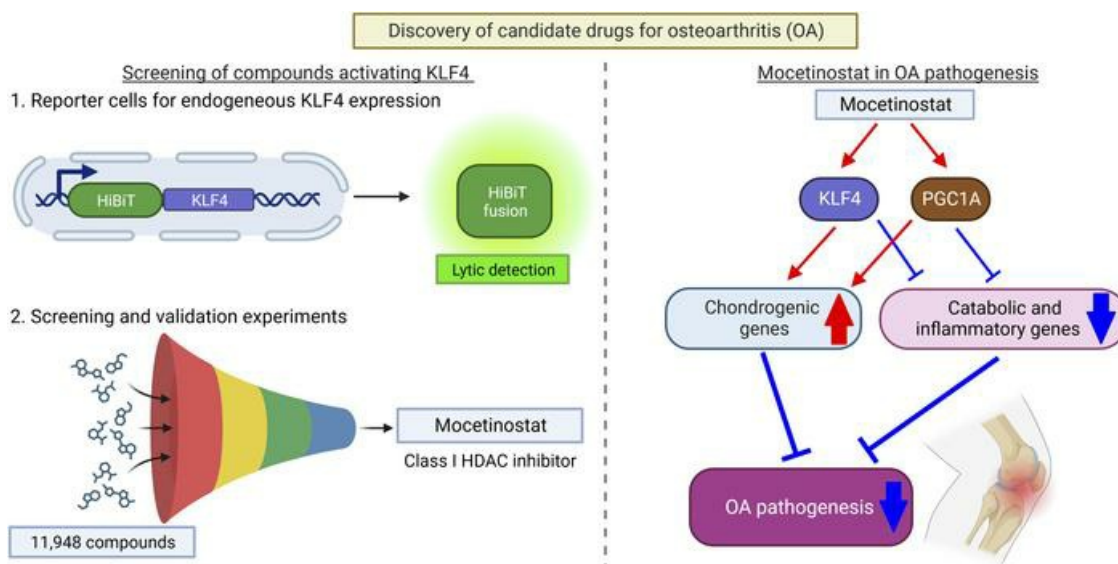 Discovery of candidate drugs for osteoarthritis (OA)
Screening of compounds activating KLF4
1. Reporter cells for endogeneous KLF4 expression
HiBiT
KLF4
HiBiT
fusion
Lytic detection
2. Screening and validation experiments
Mocetinostat
Class I HDAC inhibitor
11,948 compounds
Mocetinostat in OA pathogenesis
Mocetinostat
KLF4
PGC1A
Chondrogenic
genes
Catabolic and
inflammatory genes
OA pathogenesis